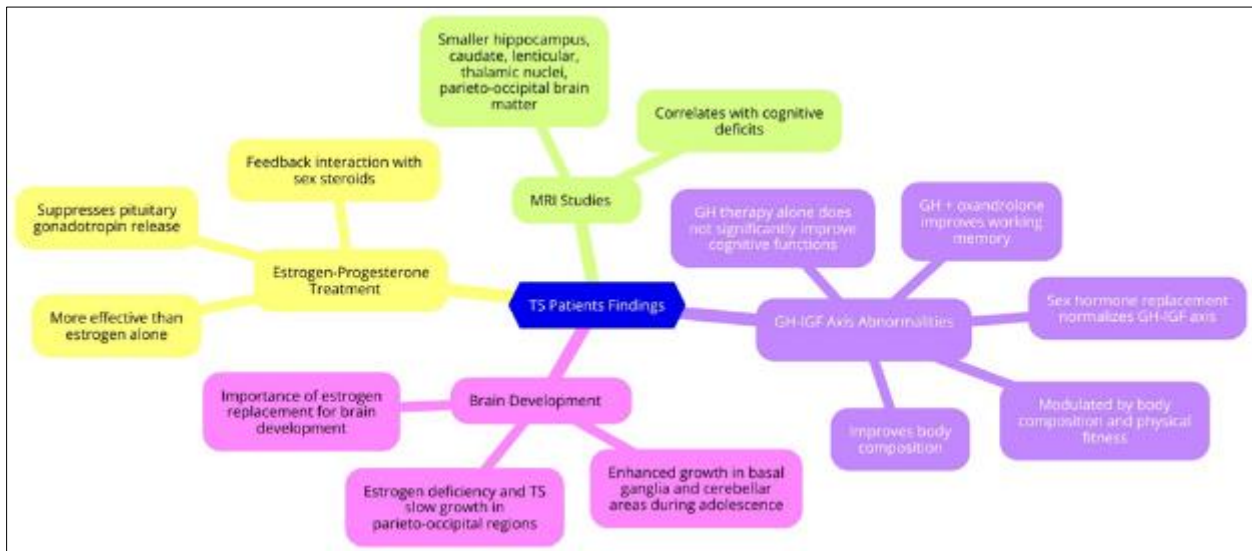 Smaller hippocampus,
caudate, lenticular,
thalamic nuclei,
parieto-occipital brain
matter
Correlates with cognitive
deficits
MRI Studies
Feedback interaction with
sex steroids
Suppresses pituitary
gonadotropin release
Estrogen-Progesterone
Treatment
More effective than
estrogen alone
TS Patients Findings
GH therapy alone does
not significantly improve
cognitive functions
GH + oxandrolone
improves working
memory
Sex hormone replacement
normalizes GH-IGF axis
GH-IGF Axis Abnormalities
Modulated by body
composition and physical
fitness
Improves body
composition
Brain Development
Importance of estrogen
replacement for brain
development
Estrogen deficiency and TS
slow growth in
parieto-occipital regions
Enhanced growth in basal
ganglia and cerebellar
areas during adolescence